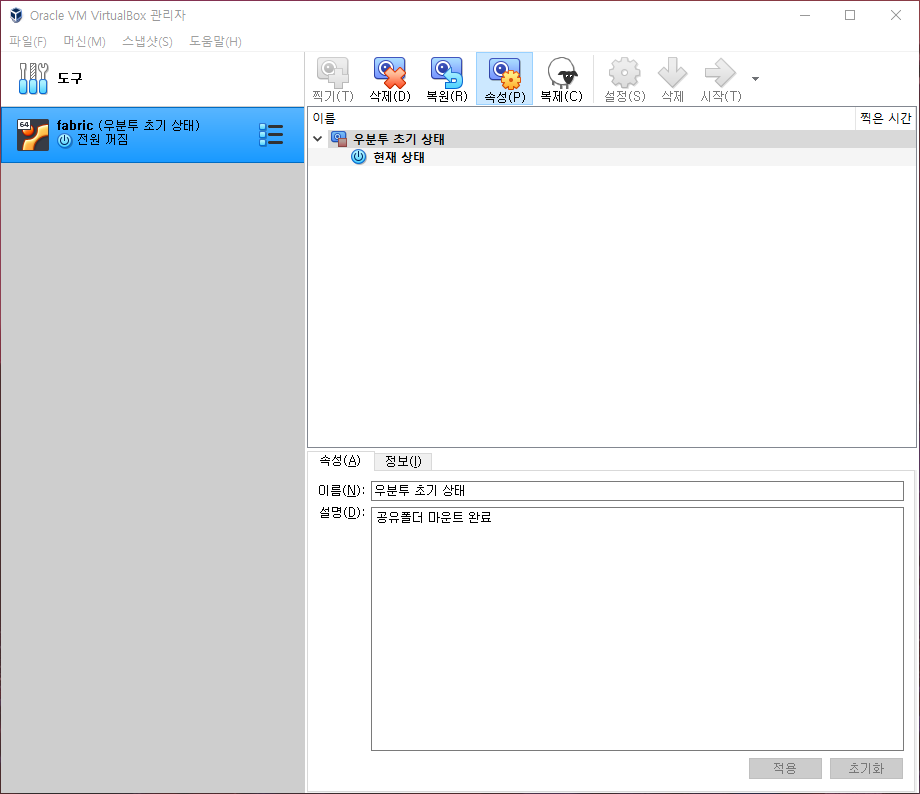 Oracle VM VirtualBox 관리자
파일(F) 머신(M) 스냅샷(S) 도움말(H)
도구
찍기(T) 삭제(D) 복원(R) 속성(P) 복제(C) 설정(S) 삭제 시작(T)
64
fabric (우분투 초기 상태)
전원 꺼짐
이름 찍은 시간
우분투 초기 상태
현재 상태
속성(A) 정보(I)
이름(N): 우분투 초기 상태
설명(D): 공유폴더 마운트 완료
적용 초기화